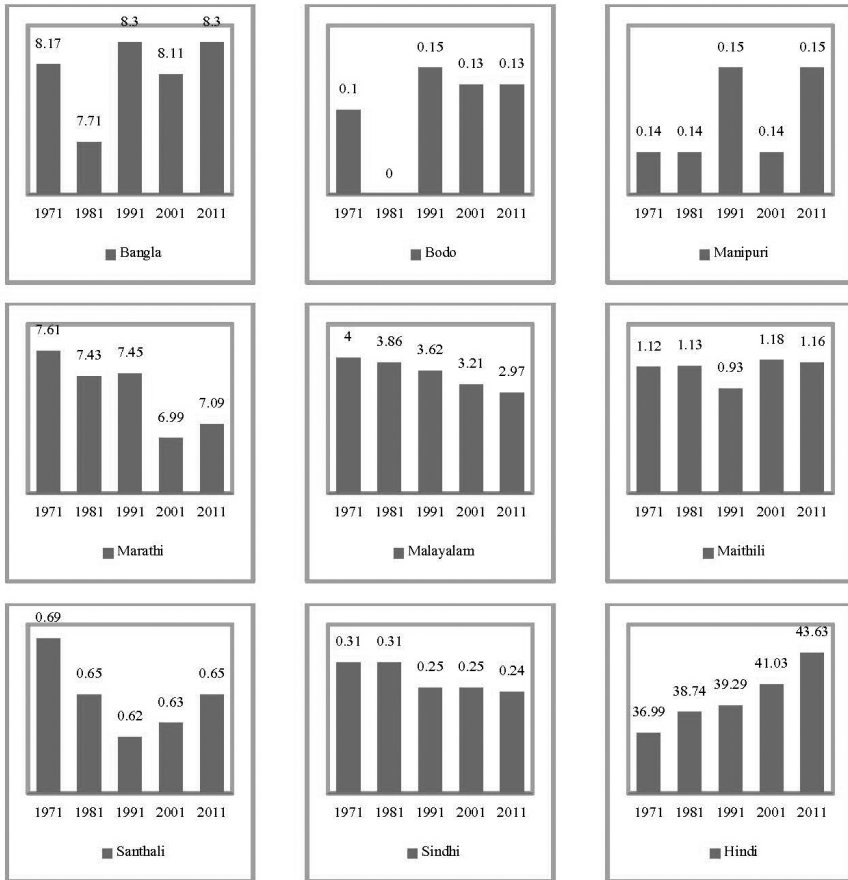 8.17 7.71 8.3 8.11 8.3
1971 1981 1991 2001 2011
Bangla
0.1 0 0.15 0.13 0.13
1971 1981 1991 2001 2011
Bodo
0.14 0.14 0.15 0.14 0.15
1971 1981 1991 2001 2011
Manipuri
7.61 7.43 7.45 6.99 7.09
1971 1981 1991 2001 2011
Marathi
4 3.86 3.62 3.21 2.97
1971 1981 1991 2001 2011
Malayalam
1.12 1.13 0.93 1.18 1.16
1971 1981 1991 2001 2011
Maithili
0.69 0.65 0.62 0.63 0.65
1971 1981 1991 2001 2011
Santhali
0.31 0.31 0.25 0.25 0.24
1971 1981 1991 2001 2011
Sindhi
36.99 38.74 39.29 41.03 43.63
1971 1981 1991 2001 2011
Hindi